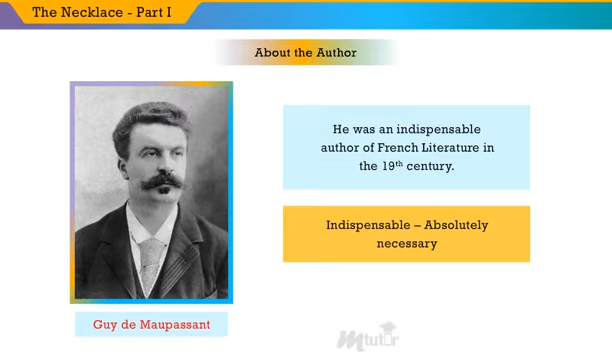 The Necklace - Part I
About the Author
He was an indispensable
author of French Literature in
the 19th century.
Indispensable – Absolutely
necessary
Guy de Maupassant
mtutor